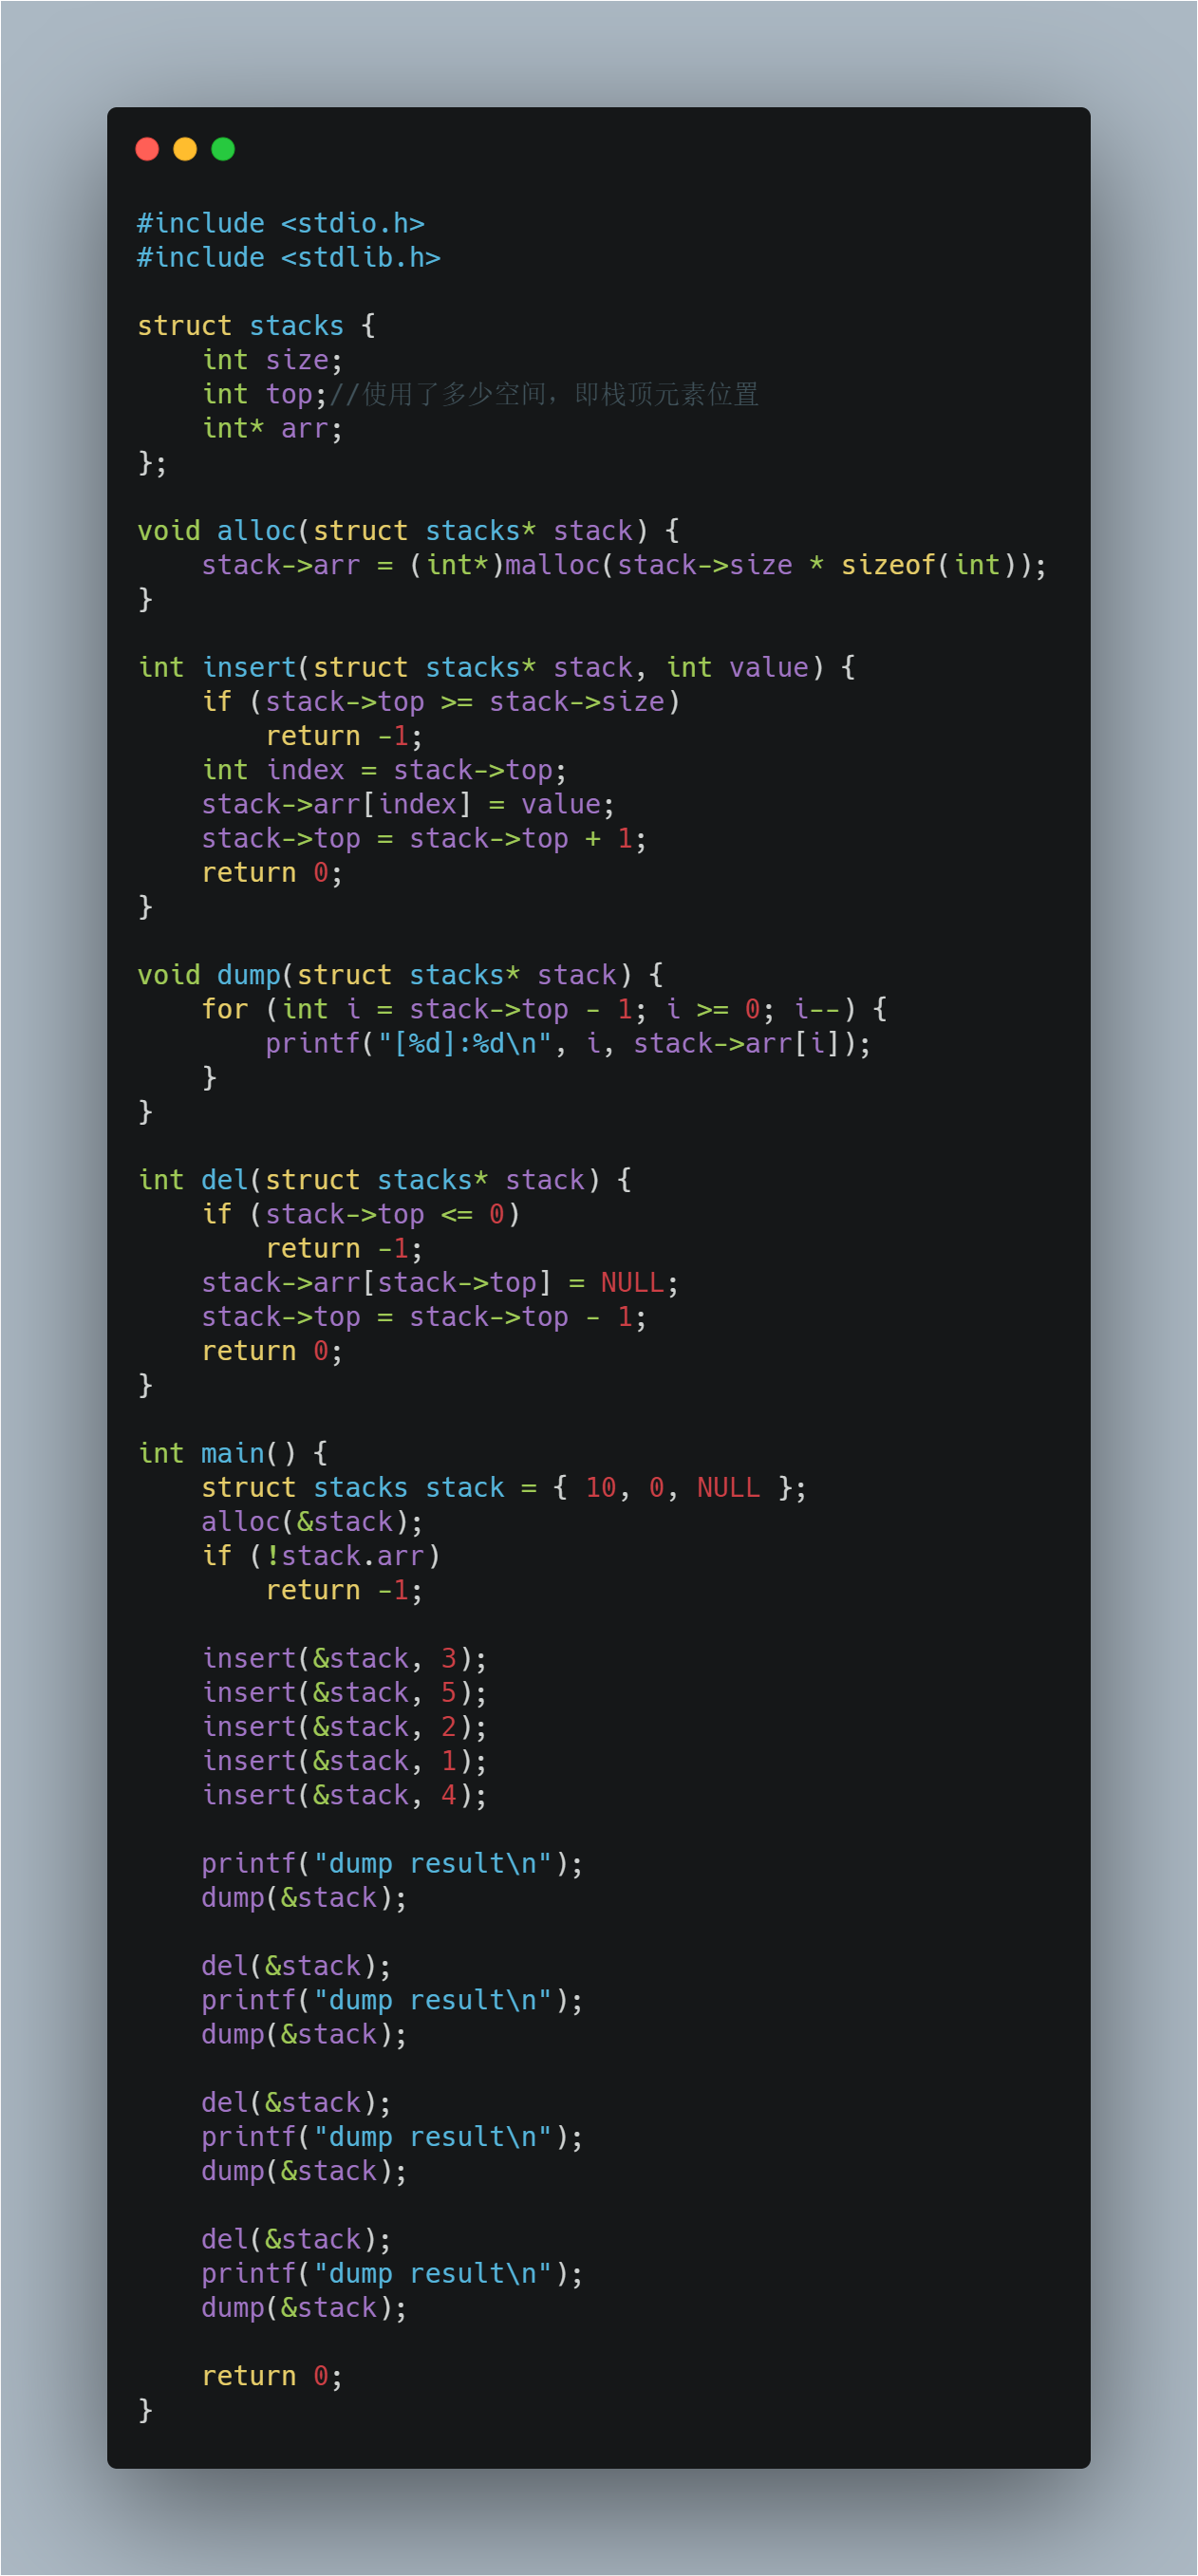 #include <stdio.h>
#include <stdlib.h>
struct stacks {
    int size;
    int top;//使用了多少空间，即栈顶元素位置
    int* arr;
};
void alloc(struct stacks* stack) {
    stack->arr = (int*)malloc(stack->size * sizeof(int));
}
int insert(struct stacks* stack, int value) {
    if (stack->top >= stack->size)
        return -1;
    int index = stack->top;
    stack->arr[index] = value;
    stack->top = stack->top + 1;
    return 0;
}
void dump(struct stacks* stack) {
    for (int i = stack->top - 1; i >= 0; i--) {
        printf("[%d]:%d\n", i, stack->arr[i]);
    }
}
int del(struct stacks* stack) {
    if (stack->top <= 0)
        return -1;
    stack->arr[stack->top] = NULL;
    stack->top = stack->top - 1;
    return 0;
}
int main() {
    struct stacks stack = { 10, 0, NULL };
    alloc(&stack);
    if (!stack.arr)
        return -1;
    insert(&stack, 3);
    insert(&stack, 5);
    insert(&stack, 2);
    insert(&stack, 1);
    insert(&stack, 4);
    printf("dump result\n");
    dump(&stack);
    del(&stack);
    printf("dump result\n");
    dump(&stack);
    del(&stack);
    printf("dump result\n");
    dump(&stack);
    del(&stack);
    printf("dump result\n");
    dump(&stack);
    return 0;
}